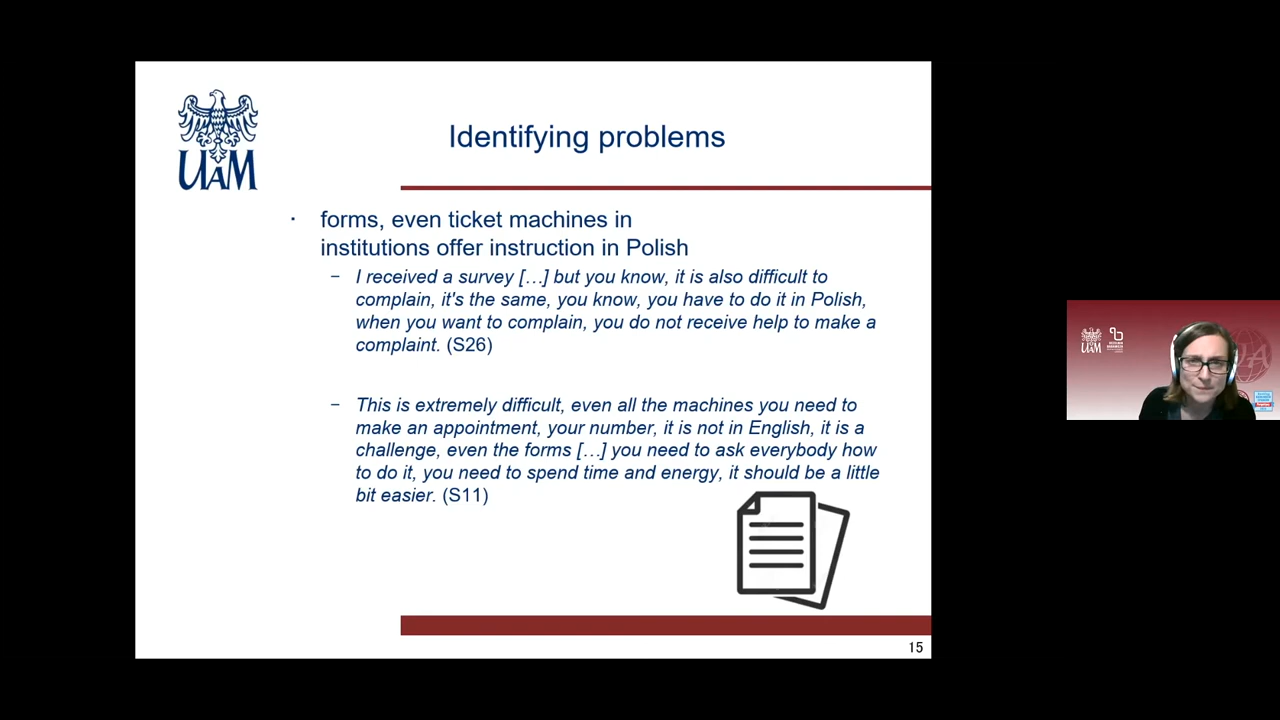 UAM
Identifying problems
· forms, even ticket machines in
institutions offer instruction in Polish
– I received a survey […] but you know, it is also difficult to
complain, it's the same, you know, you have to do it in Polish,
when you want to complain, you do not receive help to make a
complaint. (S26)
– This is extremely difficult, even all the machines you need to
make an appointment, your number, it is not in English, it is a
challenge, even the forms […] you need to ask everybody how
to do it, you need to spend time and energy, it should be a little
bit easier. (S11)
15
UAM